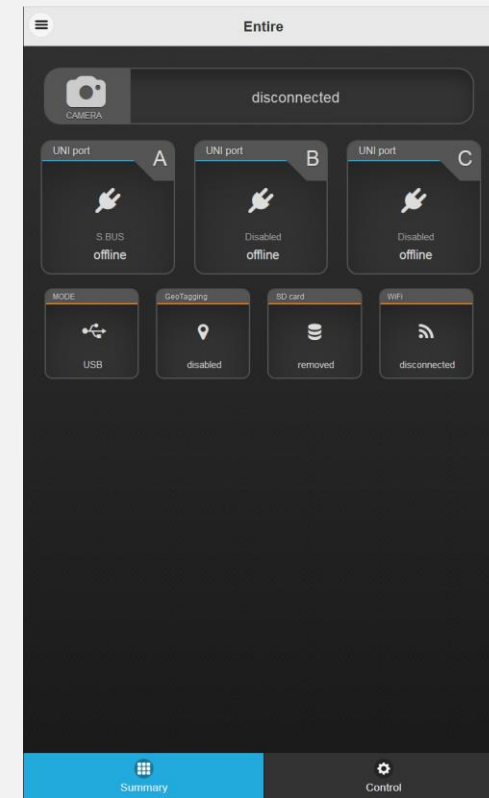 Entire
CAMERA
disconnected
UNI port
A
S.BUS
offline
UNI port
B
Disabled
offline
UNI port
C
Disabled
offline
MODE
USB
GeoTagging
disabled
SD card
removed
WiFi
disconnected
Summary
Control